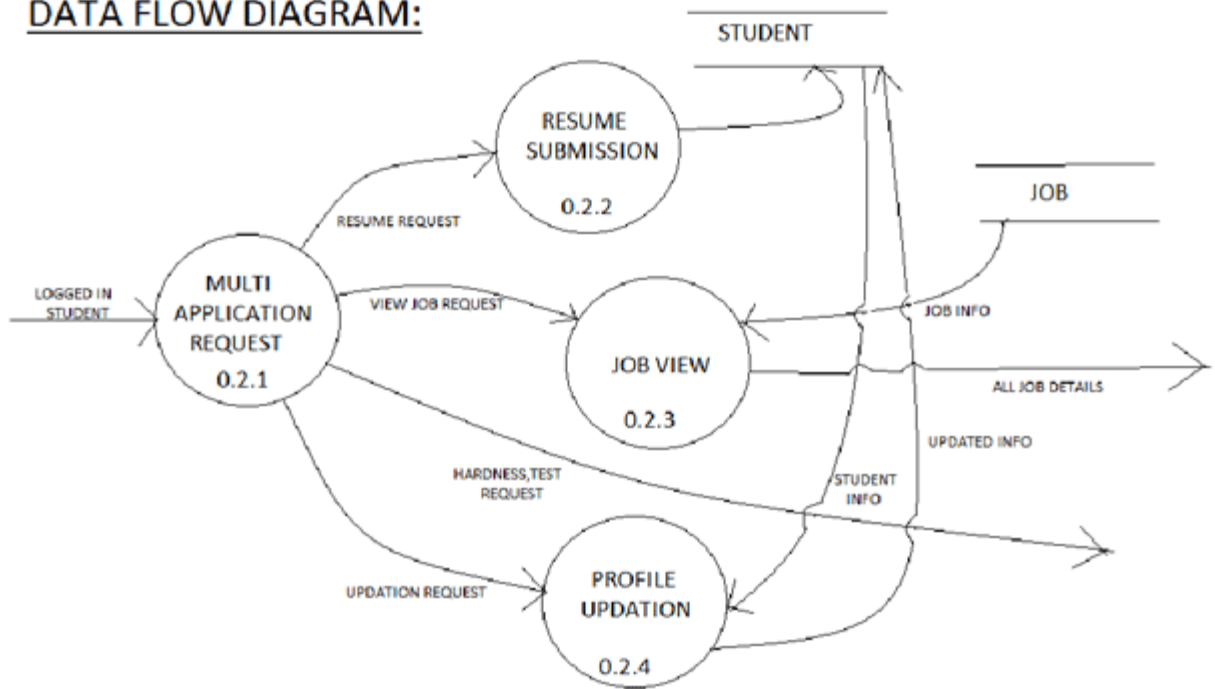 DATA FLOW DIAGRAM:
STUDENT
RESUME
SUBMISSION
0.2.2
JOB
RESUME REQUEST
LOGGED IN
STUDENT
MULTI
APPLICATION
REQUEST
0.2.1
VIEW JOB REQUEST
JOB INFO
JOB VIEW
0.2.3
ALL JOB DETAILS
UPDATED INFO
HARDNESS,TEST
REQUEST
STUDENT
INFO
UPDATION REQUEST
PROFILE
UPDATION
0.2.4